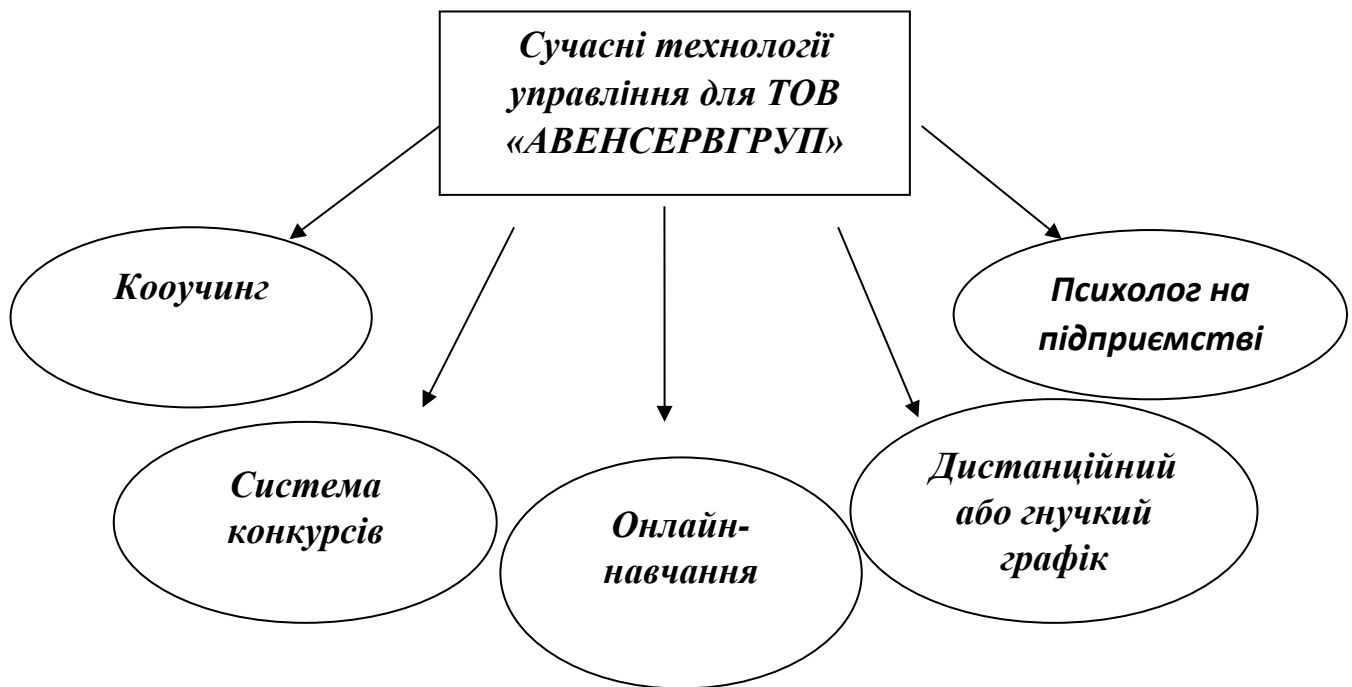 Сучасні технології
управління для ТОВ
«АВЕНСЕРВГРУП»
Кооучинг
Психолог на
підприємстві
Система
конкурсів
Онлайн-
навчання
Дистанційний
або гнучкий
графік